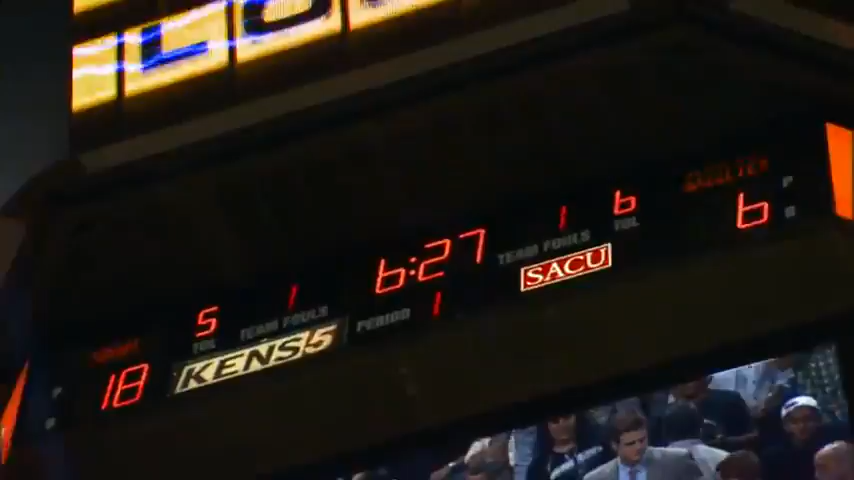 1 6
TEAM FOULS TOL
6
SACU
6:27
PERIOD 1
5 1
TOL TEAM FOULS
KENS5
18